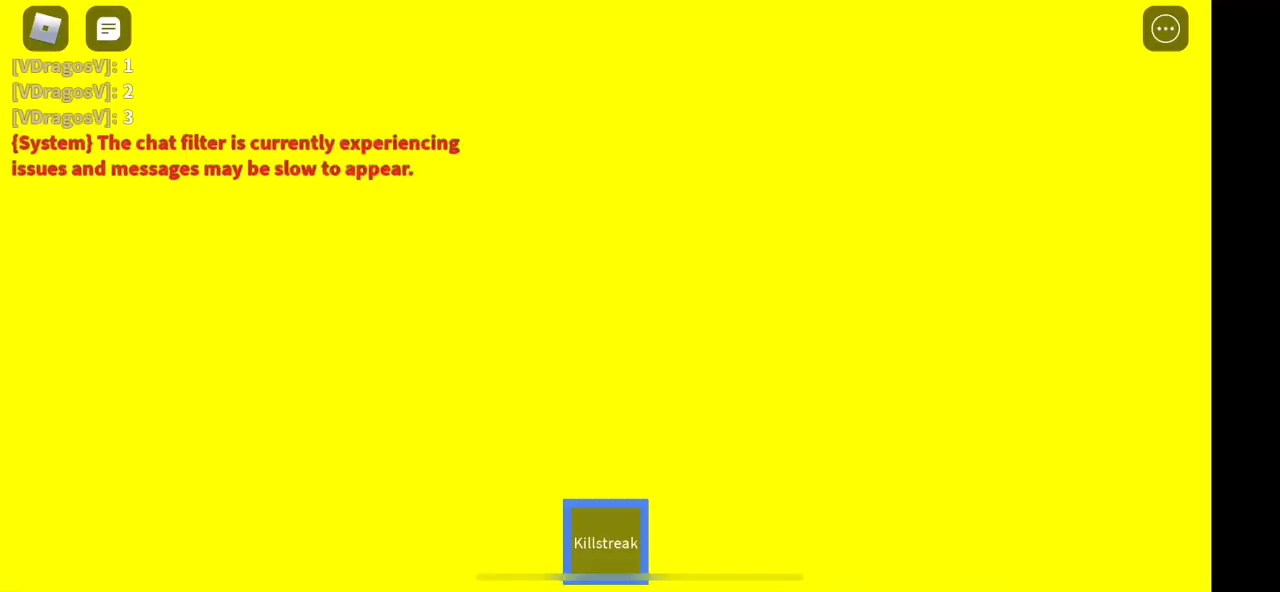 [VDragosV]: 1
[VDragosV]: 2
[VDragosV]: 3
{System} The chat filter is currently experiencing
issues and messages may be slow to appear.
Killstreak